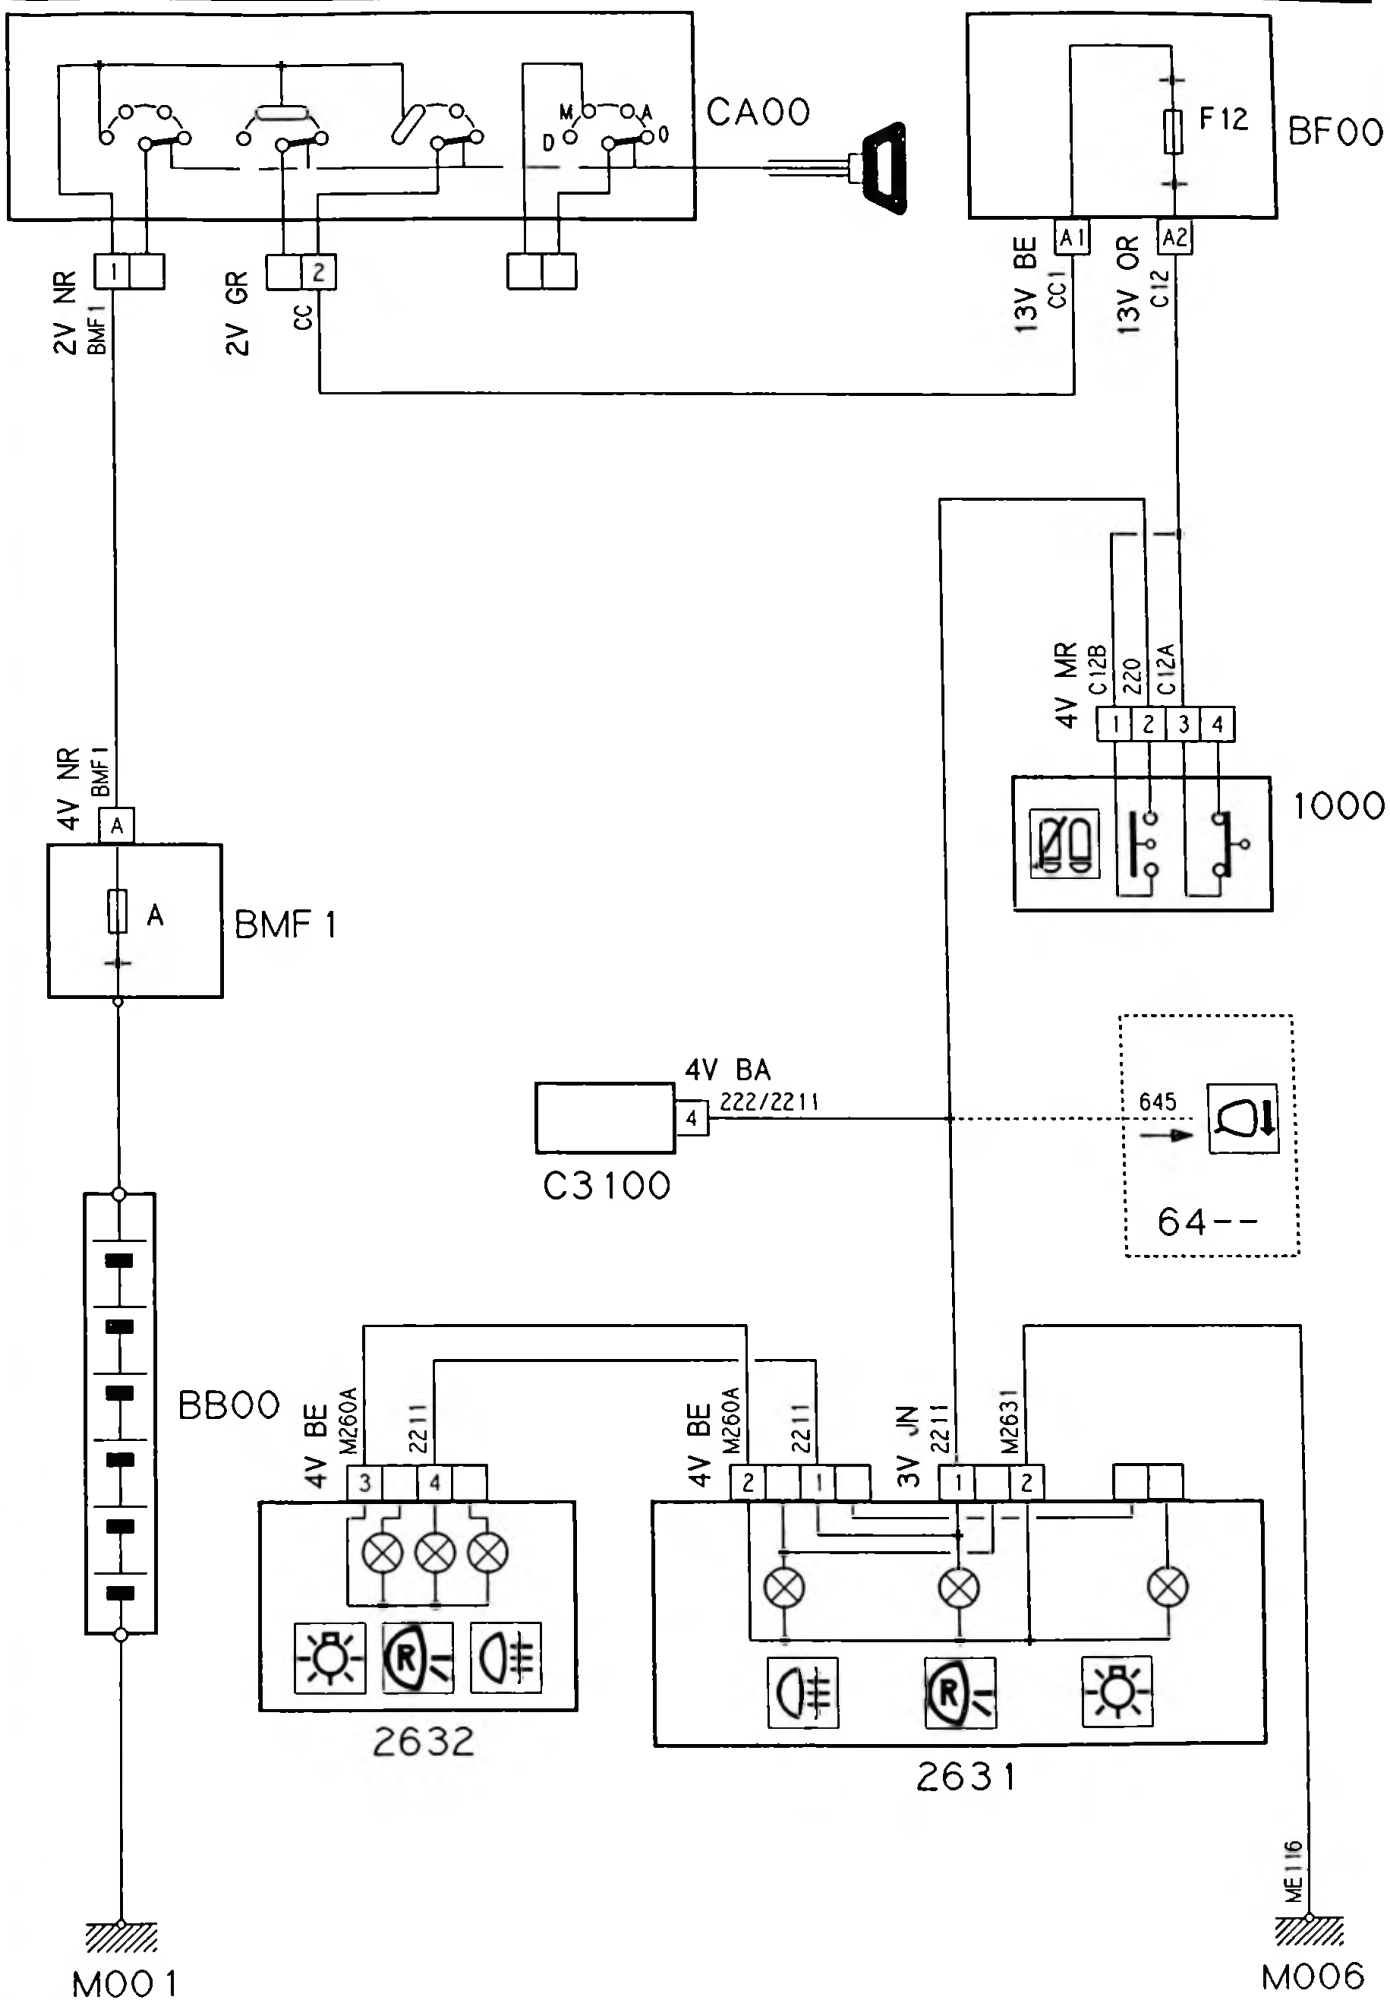 CA00
M
A
D
O
F12
BF00
A1
A2
1
2
2V NR
BMF1
2V GR
CC
13V BE
CC1
13V OR
C12
4V MR
C12B
220
C12A
1
2
3
4
1000
4V NR
BMF1
A
A
BMF1
4V BA
222/2211
4
C3100
645
64--
BB00
4V BE
M260A
2211
3
4
4V BE
M260A
2211
2
1
3V JN
2211
M2631
1
2
R
2632
R
2631
ME116
M001
M006